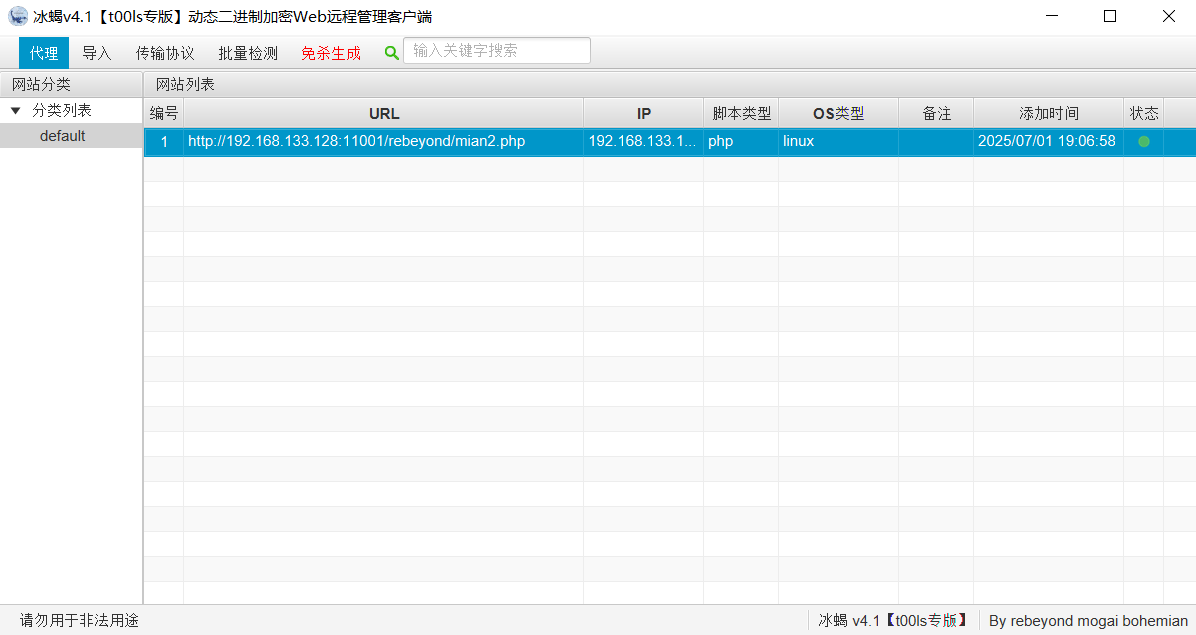 冰蝎v4.1【t00ls专版】动态二进制加密Web远程管理客户端
代理 导入 传输协议 批量检测 免杀生成 输入关键字搜索
网站分类 网站列表
分类列表 编号 URL IP 脚本类型 OS类型 备注 添加时间 状态
default 1 http://192.168.133.128:11001/rebeyond/mian2.php 192.168.133.1... php linux 2025/07/01 19:06:58
请勿用于非法用途 冰蝎 v4.1【t00ls专版】 By rebeyond mogai bohemian